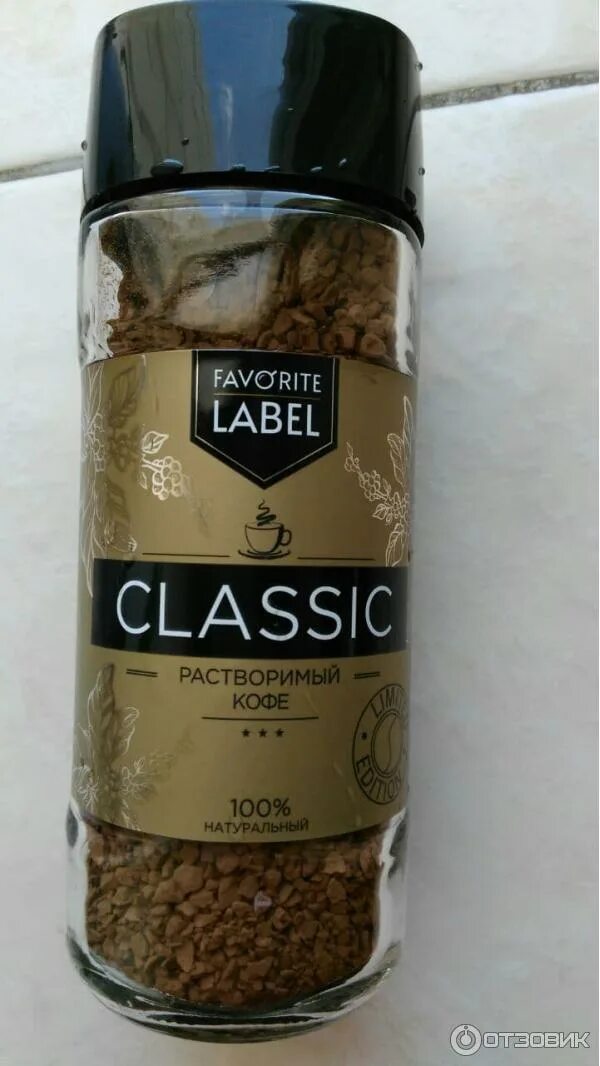 FAVORITE
LABEL
CLASSIC
РАСТВОРИМЫЙ
КОФЕ
LIMITED
EDITION
100%
НАТУРАЛЬНЫЙ
ОТЗОВИК